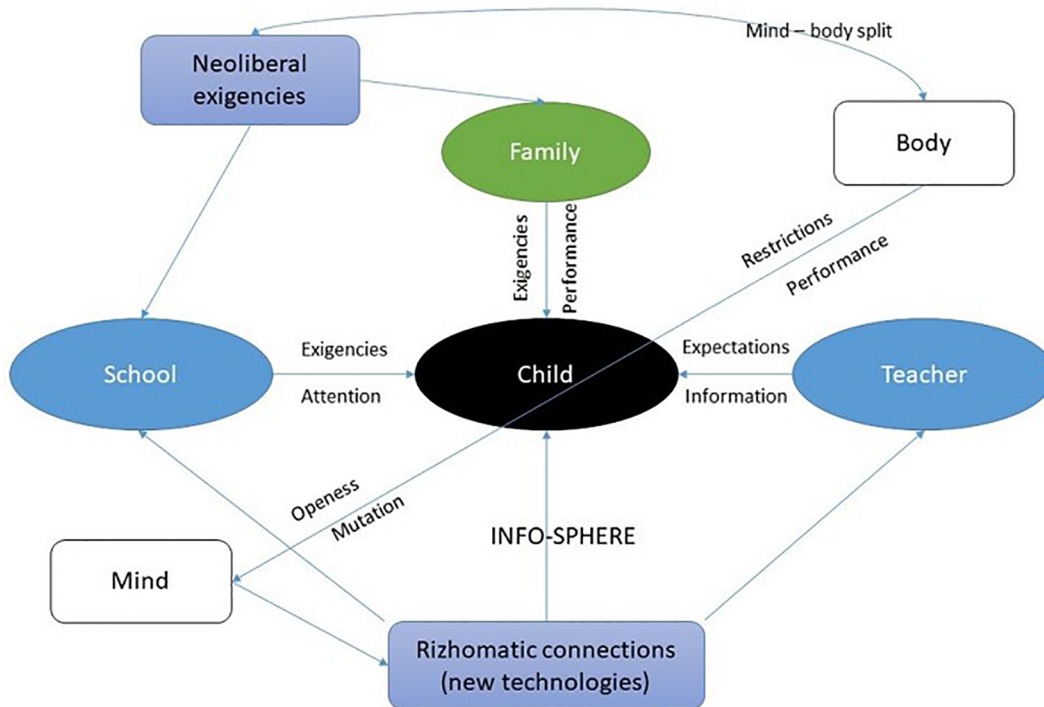 Mind – body split
Neoliberal
exigencies
Family
Body
Exigencies
Performance
Restrictions
Performance
School
Exigencies
Attention
Child
Expectations
Information
Teacher
Openess
Mutation
INFO-SPHERE
Mind
Rizhomatic connections
(new technologies)